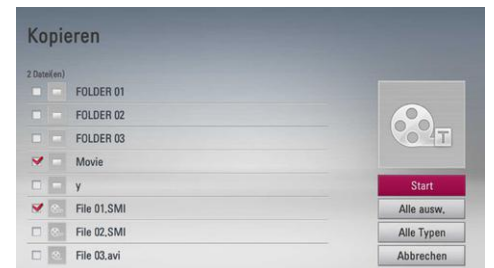 Kopieren
2 Datei(en)
FOLDER 01
FOLDER 02
FOLDER 03
Movie
y
File 01.SMI
File 02.SMI
File 03.avi
T
Start
Alle ausw.
Alle Typen
Abbrechen